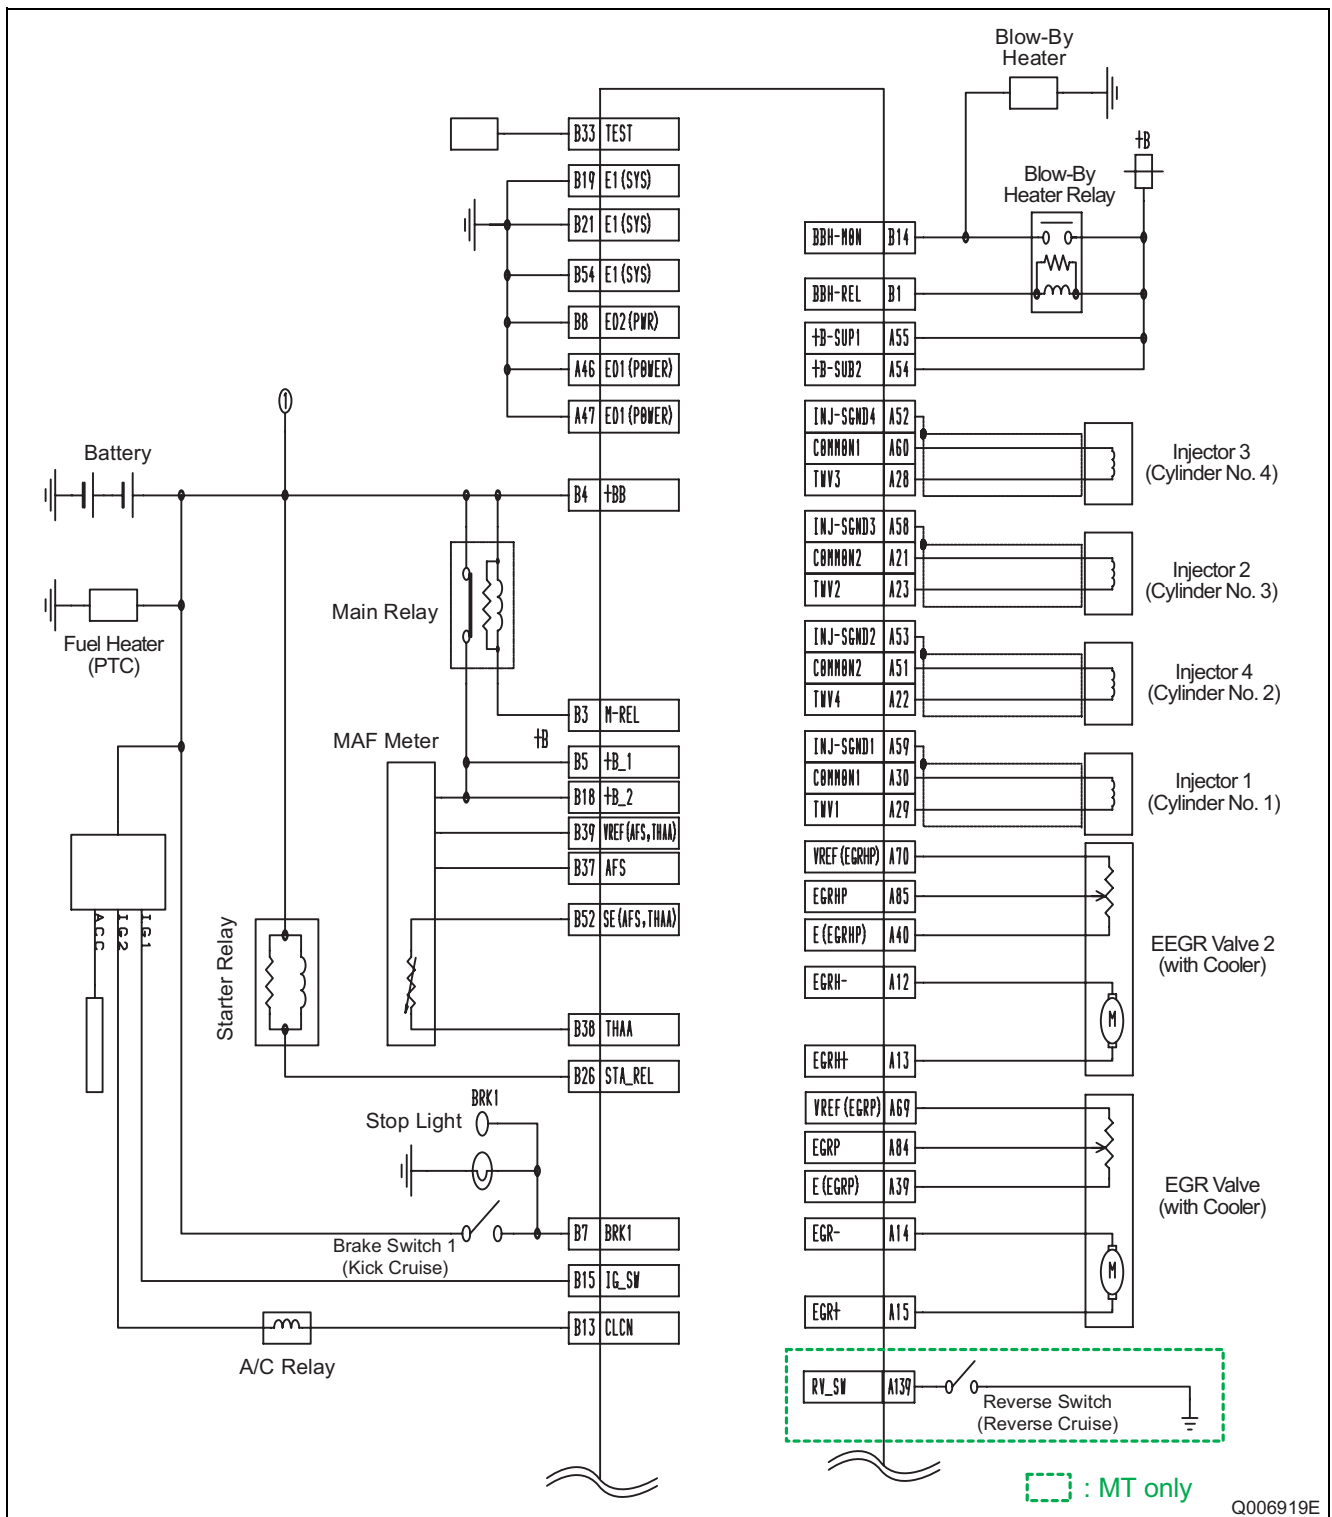 Blow-By
Heater
B33 TEST
+B
B19 E1(SYS)
Blow-By
Heater Relay
B21 E1(SYS)
BBH-MON B14
B54 E1(SYS)
BBH-REL B1
B8 E02(PWR)
+B-SUP1 A55
A46 E01(POWER)
+B-SUB2 A54
1
A47 E01(POWER)
INJ-SGND4 A52
Battery
COMMON1 A60
Injector 3
(Cylinder No. 4)
TWV3 A28
B4 +BB
INJ-SGND3 A58
COMMON2 A21
Injector 2
(Cylinder No. 3)
TWV2 A23
Main Relay
Fuel Heater
(PTC)
INJ-SGND2 A53
COMMON2 A51
Injector 4
(Cylinder No. 2)
TWV4 A22
B3 M-REL
MAF Meter
+B
INJ-SGND1 A59
B5 +B_1
COMMON1 A30
Injector 1
(Cylinder No. 1)
B18 +B_2
TWV1 A29
B39 VREF(AFS,THAA)
VREF(EGRHP) A70
B37 AFS
EGRHP A85
ACC
IG2
IG1
B52 SE(AFS,THAA)
E(EGRHP) A40
EEGR Valve 2
(with Cooler)
Starter Relay
EGRH- A12
M
B38 THAA
EGRH+ A13
B26 STA_REL
BRK1
VREF(EGRP) A69
Stop Light
EGRP A84
E(EGRP) A39
EGR Valve
(with Cooler)
B7 BRK1
EGR- A14
Brake Switch 1
(Kick Cruise)
M
B15 IG_SW
EGR+ A15
B13 CLCN
A/C Relay
RV_SW A139
Reverse Switch
(Reverse Cruise)
: MT only
Q006919E